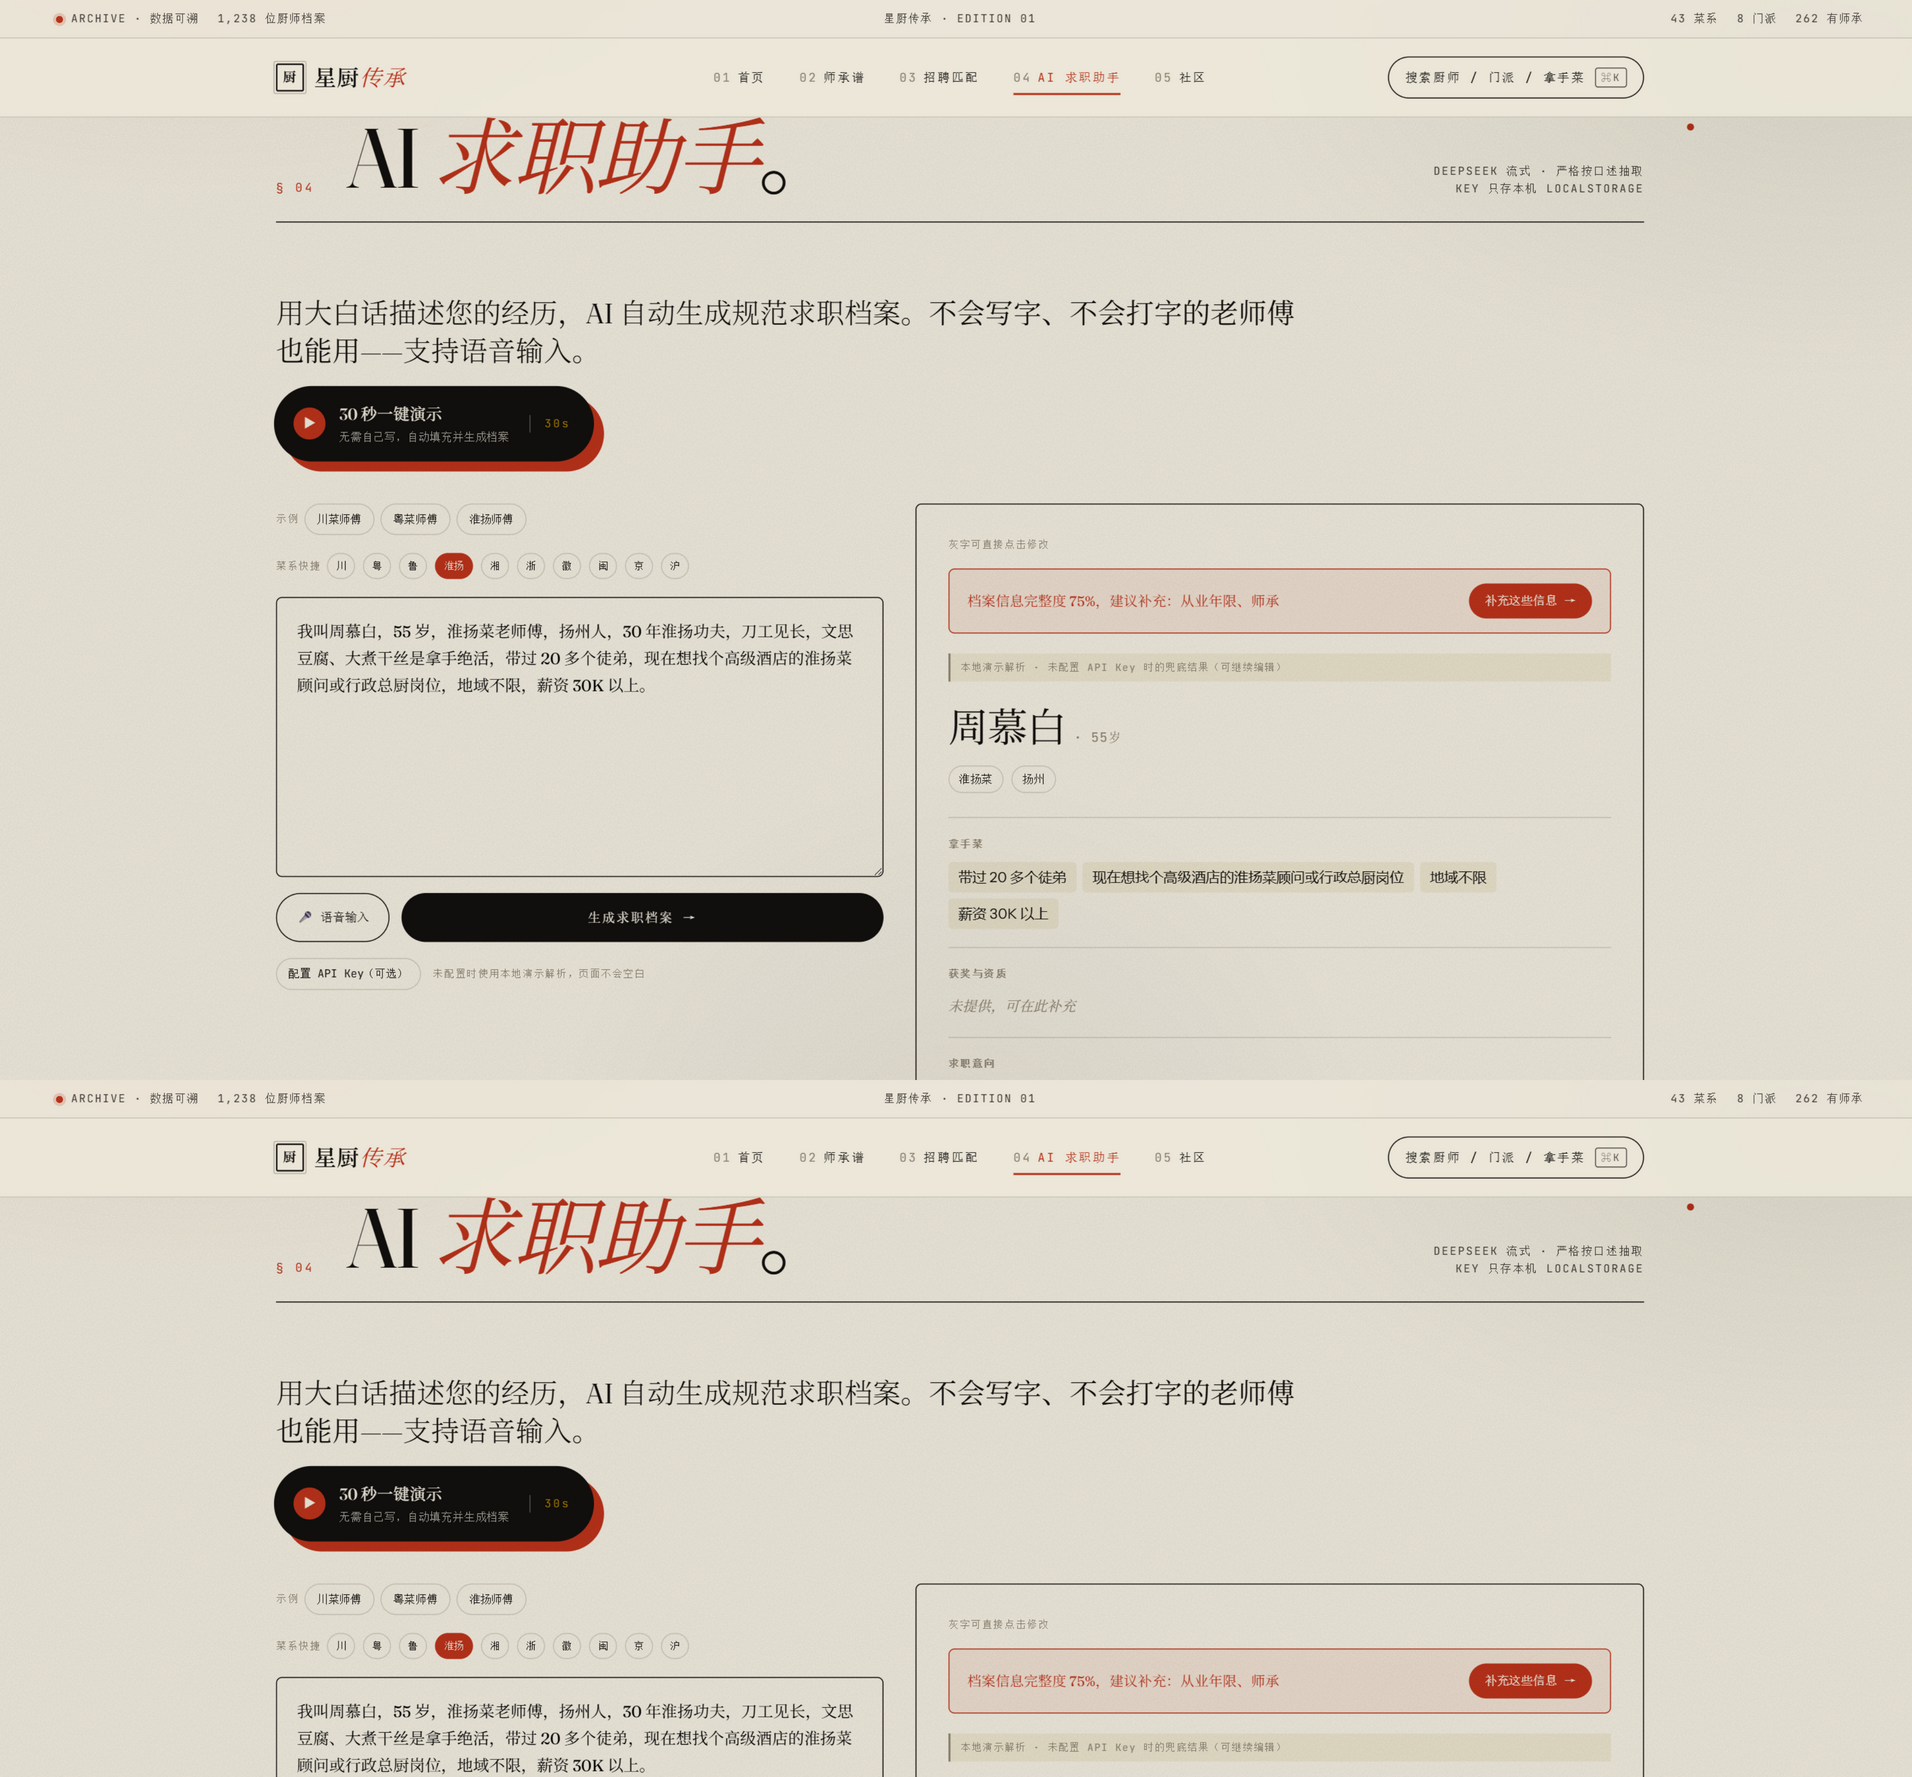 ARCHIVE · 数据可溯 1,238 位厨师档案
星厨传承 · EDITION 01
43 菜系 8 门派 262 有师承
厨 星厨传承
01 首页 02 师承谱 03 招聘匹配 04 AI 求职助手 05 社区
搜索厨师 / 门派 / 拿手菜 ⌘K
§ 04 AI 求职助手。
DEEPSEEK 流式 · 严格按口述抽取
KEY 只存本机 LOCALSTORAGE
用大白话描述您的经历，AI 自动生成规范求职档案。不会写字、不会打字的老师傅
也能用——支持语音输入。
30 秒一键演示
无需自己写，自动填充并生成档案
30s
示例 川菜师傅 粤菜师傅 淮扬师傅
菜系快捷 川 粤 鲁 淮扬 湘 浙 徽 闽 京 沪
我叫周慕白，55 岁，淮扬菜老师傅，扬州人，30 年淮扬功夫，刀工见长，文思
豆腐、大煮干丝是拿手绝活，带过 20 多个徒弟，现在想找个高级酒店的淮扬菜
顾问或行政总厨岗位，地域不限，薪资 30K 以上。
语音输入 生成求职档案 →
配置 API Key（可选） 未配置时使用本地演示解析，页面不会空白
灰字可直接点击修改
档案信息完整度 75%，建议补充：从业年限、师承
补充这些信息 →
本地演示解析 · 未配置 API Key 时的兜底结果（可继续编辑）
周慕白 · 55岁
淮扬菜 扬州
拿手菜
带过 20 多个徒弟 现在想找个高级酒店的淮扬菜顾问或行政总厨岗位 地域不限
薪资 30K 以上
获奖与资质
未提供，可在此补充
求职意向
ARCHIVE · 数据可溯 1,238 位厨师档案
星厨传承 · EDITION 01
43 菜系 8 门派 262 有师承
厨 星厨传承
01 首页 02 师承谱 03 招聘匹配 04 AI 求职助手 05 社区
搜索厨师 / 门派 / 拿手菜 ⌘K
§ 04 AI 求职助手。
DEEPSEEK 流式 · 严格按口述抽取
KEY 只存本机 LOCALSTORAGE
用大白话描述您的经历，AI 自动生成规范求职档案。不会写字、不会打字的老师傅
也能用——支持语音输入。
30 秒一键演示
无需自己写，自动填充并生成档案
30s
示例 川菜师傅 粤菜师傅 淮扬师傅
菜系快捷 川 粤 鲁 淮扬 湘 浙 徽 闽 京 沪
我叫周慕白，55 岁，淮扬菜老师傅，扬州人，30 年淮扬功夫，刀工见长，文思
豆腐、大煮干丝是拿手绝活，带过 20 多个徒弟，现在想找个高级酒店的淮扬菜
顾问或行政总厨岗位，地域不限，薪资 30K 以上。
灰字可直接点击修改
档案信息完整度 75%，建议补充：从业年限、师承
补充这些信息 →
本地演示解析 · 未配置 API Key 时的兜底结果（可继续编辑）